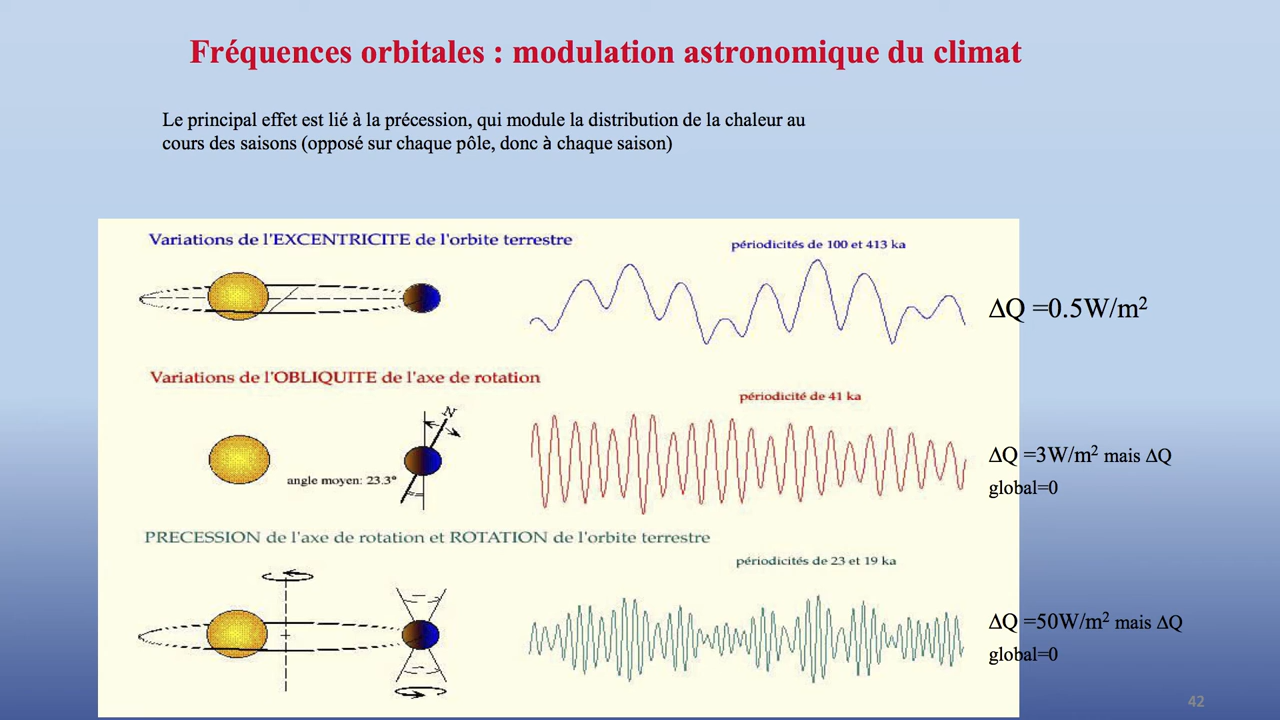 Fréquences orbitales : modulation astronomique du climat
Le principal effet est lié à la précession, qui module la distribution de la chaleur au
cours des saisons (opposé sur chaque pôle, donc à chaque saison)
Variations de l'EXCENTRICITE de l'orbite terrestre
périodicités de 100 et 413 ka
ΔQ =0.5W/m²
Variations de l'OBLIQUITE de l'axe de rotation
périodicité de 41 ka
N
angle moyen: 23.3°
ΔQ =3W/m² mais ΔQ
global=0
PRECESSION de l'axe de rotation et ROTATION de l'orbite terrestre
périodicités de 23 et 19 ka
ΔQ =50W/m² mais ΔQ
global=0
42